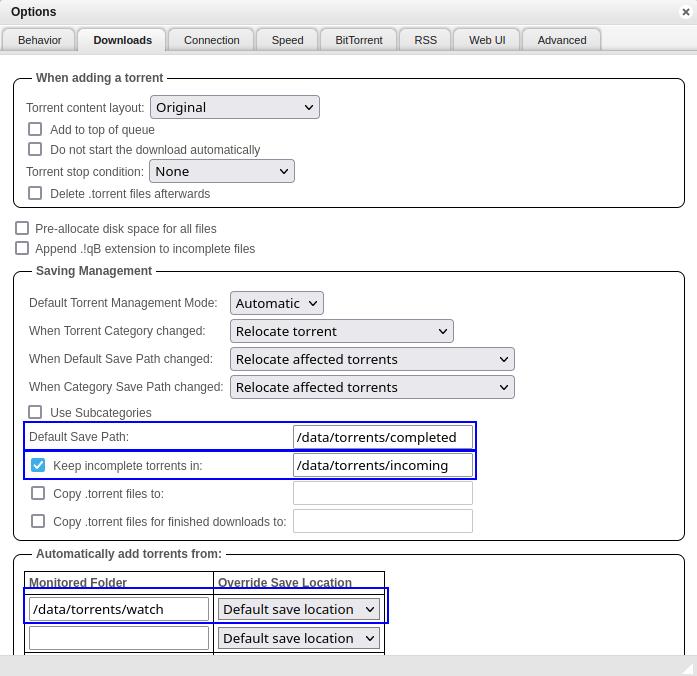 Options
Behavior Downloads Connection Speed BitTorrent RSS Web UI Advanced
When adding a torrent
Torrent content layout: Original
Add to top of queue
Do not start the download automatically
Torrent stop condition: None
Delete .torrent files afterwards
Pre-allocate disk space for all files
Append .!qB extension to incomplete files
Saving Management
Default Torrent Management Mode: Automatic
When Torrent Category changed: Relocate torrent
When Default Save Path changed: Relocate affected torrents
When Category Save Path changed: Relocate affected torrents
Use Subcategories
Default Save Path: /data/torrents/completed
Keep incomplete torrents in: /data/torrents/incoming
Copy .torrent files to:
Copy .torrent files for finished downloads to:
Automatically add torrents from:
Monitored Folder Override Save Location
/data/torrents/watch Default save location
Default save location